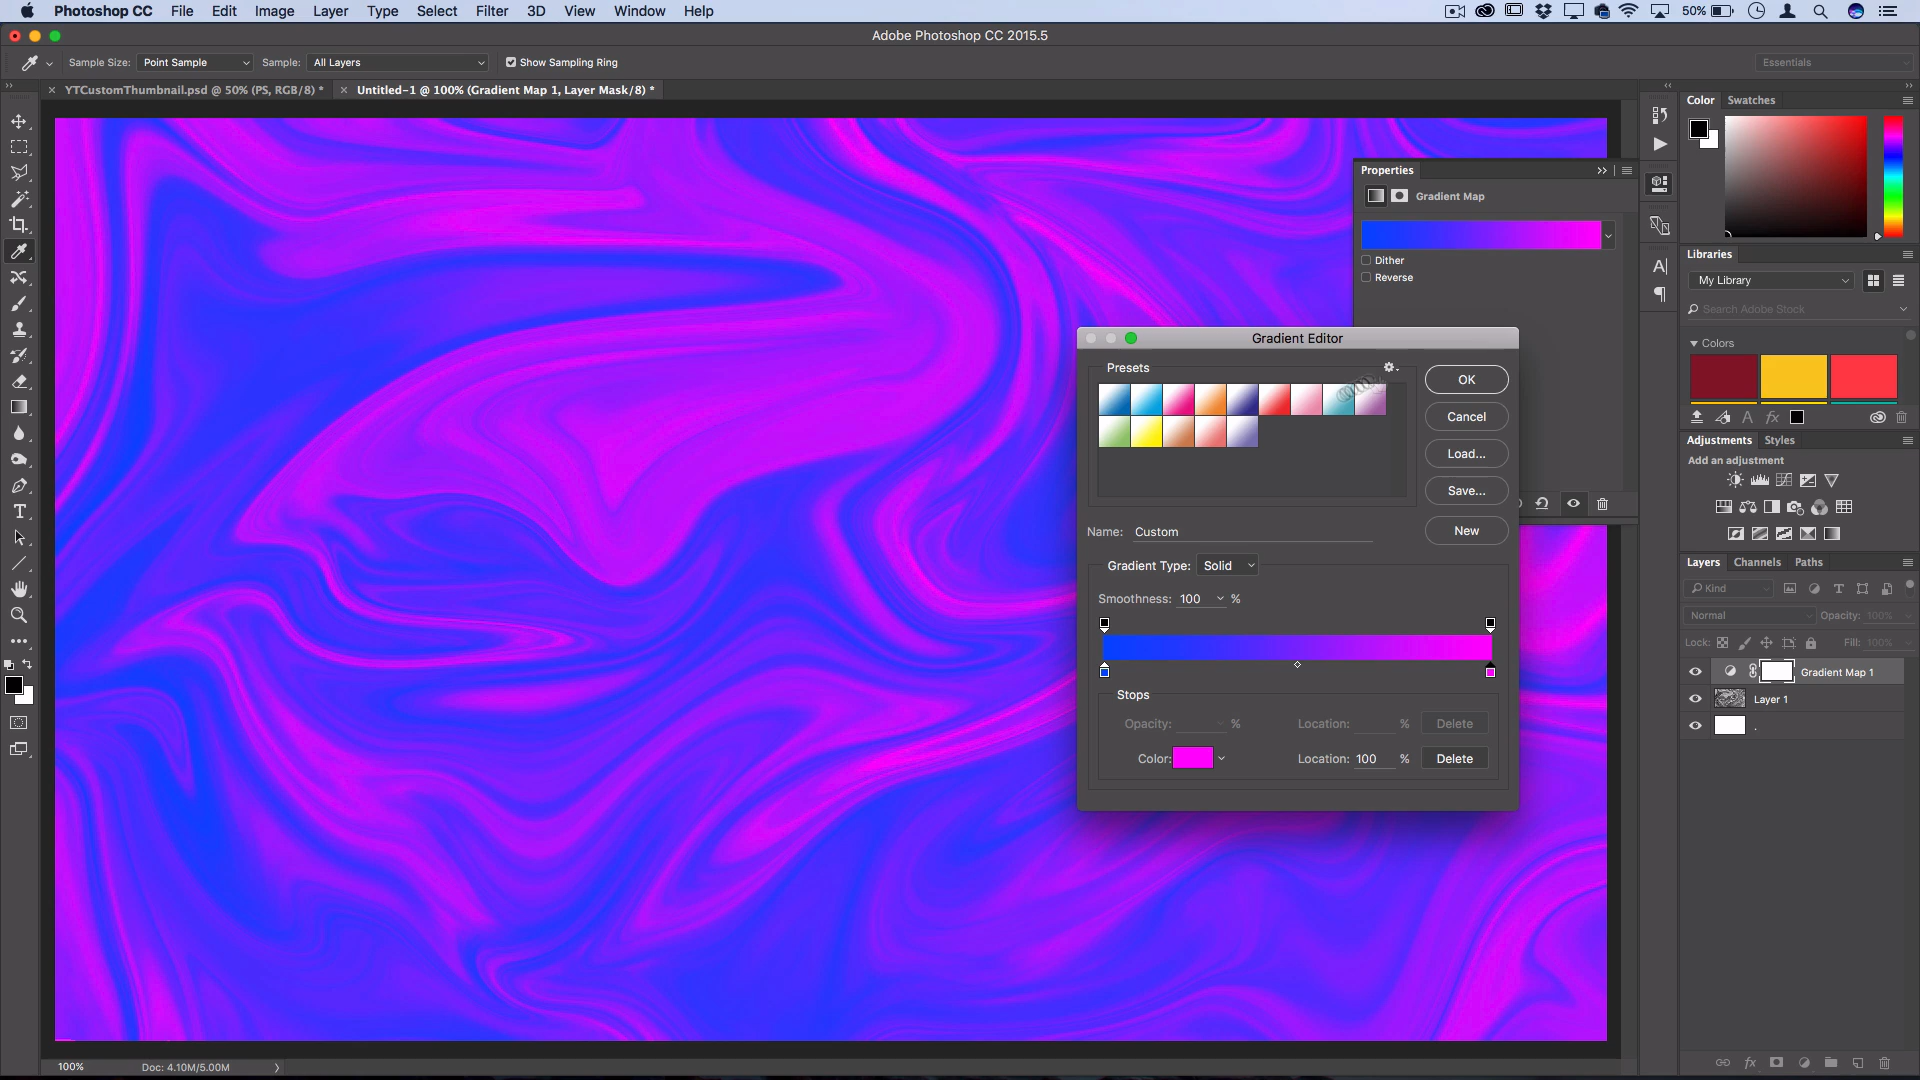 Photoshop CC File Edit Image Layer Type Select Filter 3D View Window Help 50%
Adobe Photoshop CC 2015.5
Sample Size: Point Sample Sample: All Layers Show Sampling Ring Essentials
YTCustomThumbnail.psd @ 50% (PS, RGB/8) * Untitled-1 @ 100% (Gradient Map 1, Layer Mask/8) *
Color Swatches
Properties
Gradient Map
Dither
Reverse
Libraries
My Library
Search Adobe Stock
Colors
Gradient Editor
Presets
OK
Cancel
Load...
Save...
New
Name: Custom
Gradient Type: Solid
Smoothness: 100 %
Stops
Opacity: % Location: % Delete
Color: Location: 100 % Delete
Adjustments Styles
Add an adjustment
Layers Channels Paths
Kind
Normal Opacity: 100%
Lock: Fill: 100%
Gradient Map 1
Layer 1
.
100% Doc: 4.10M/5.00M